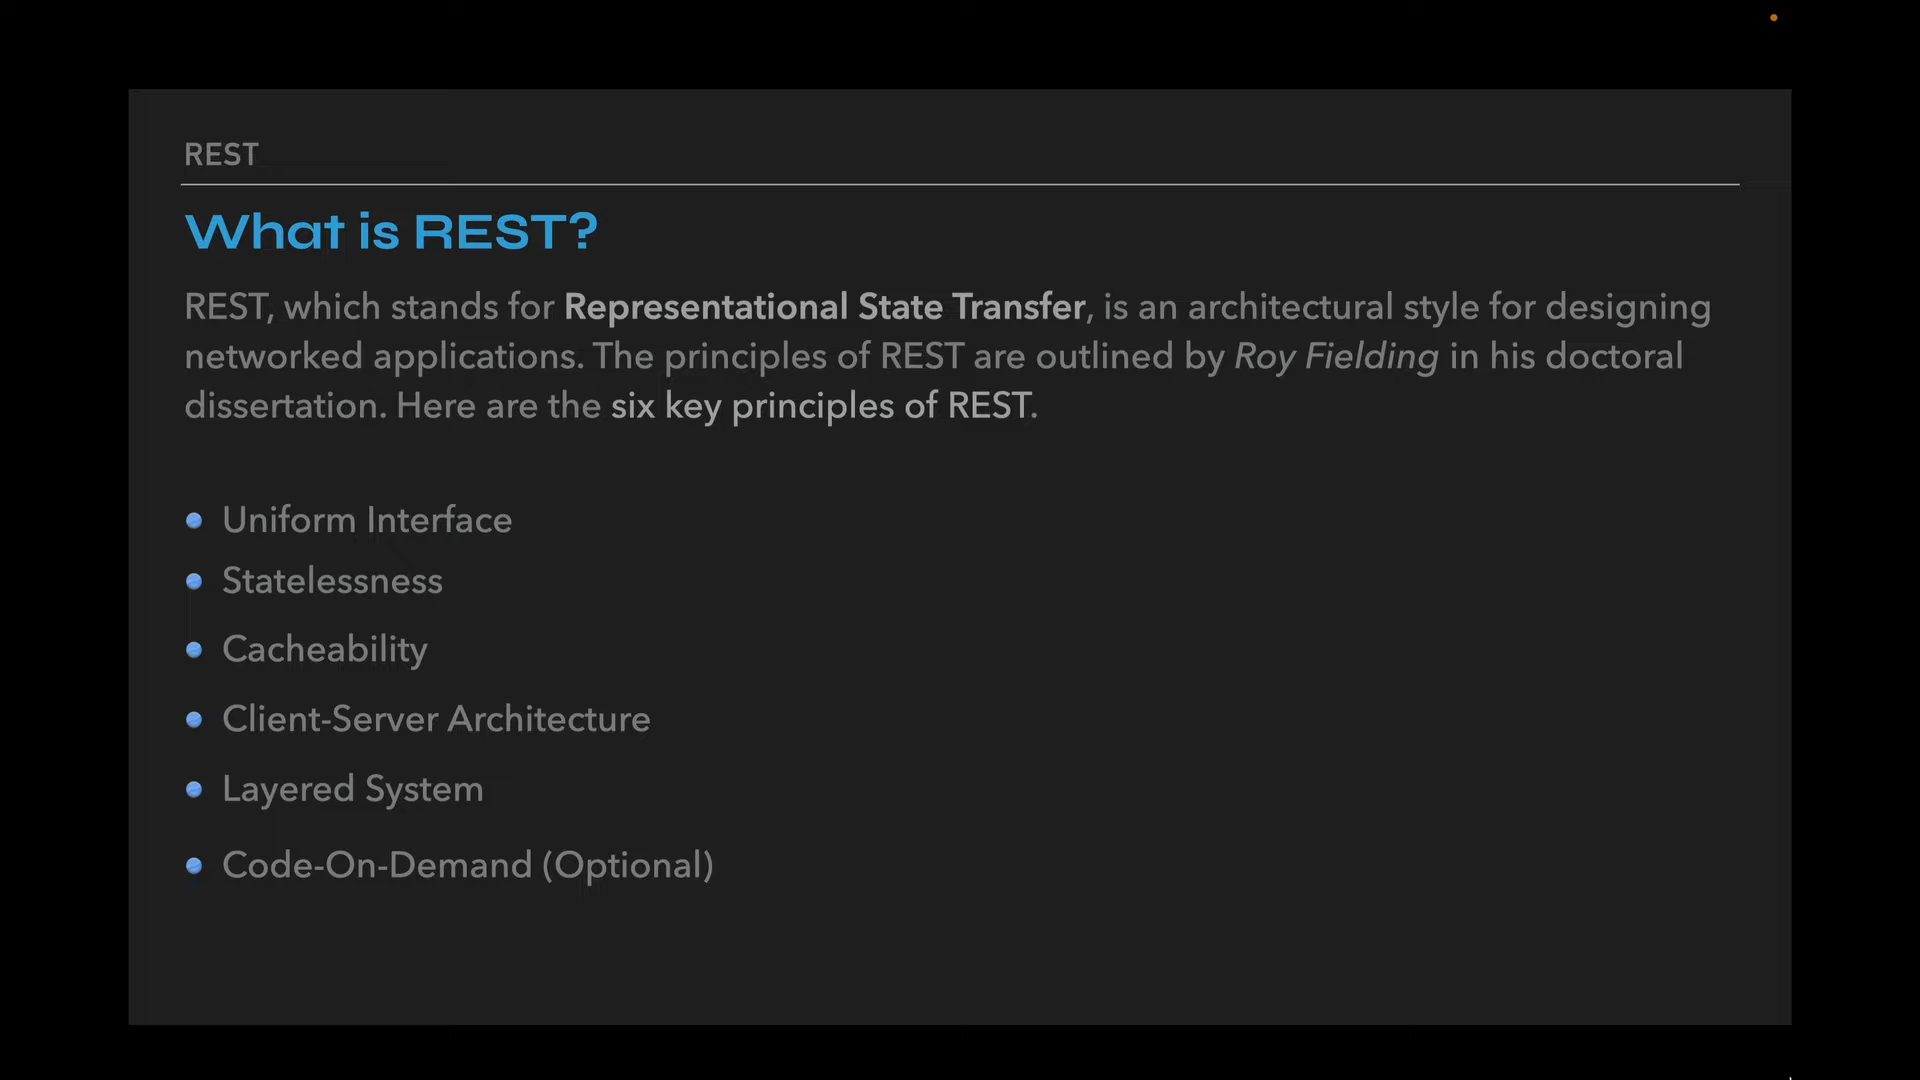 REST
What is REST?
REST, which stands for Representational State Transfer, is an architectural style for designing
networked applications. The principles of REST are outlined by Roy Fielding in his doctoral
dissertation. Here are the six key principles of REST.
Uniform Interface
Statelessness
Cacheability
Client-Server Architecture
Layered System
Code-On-Demand (Optional)